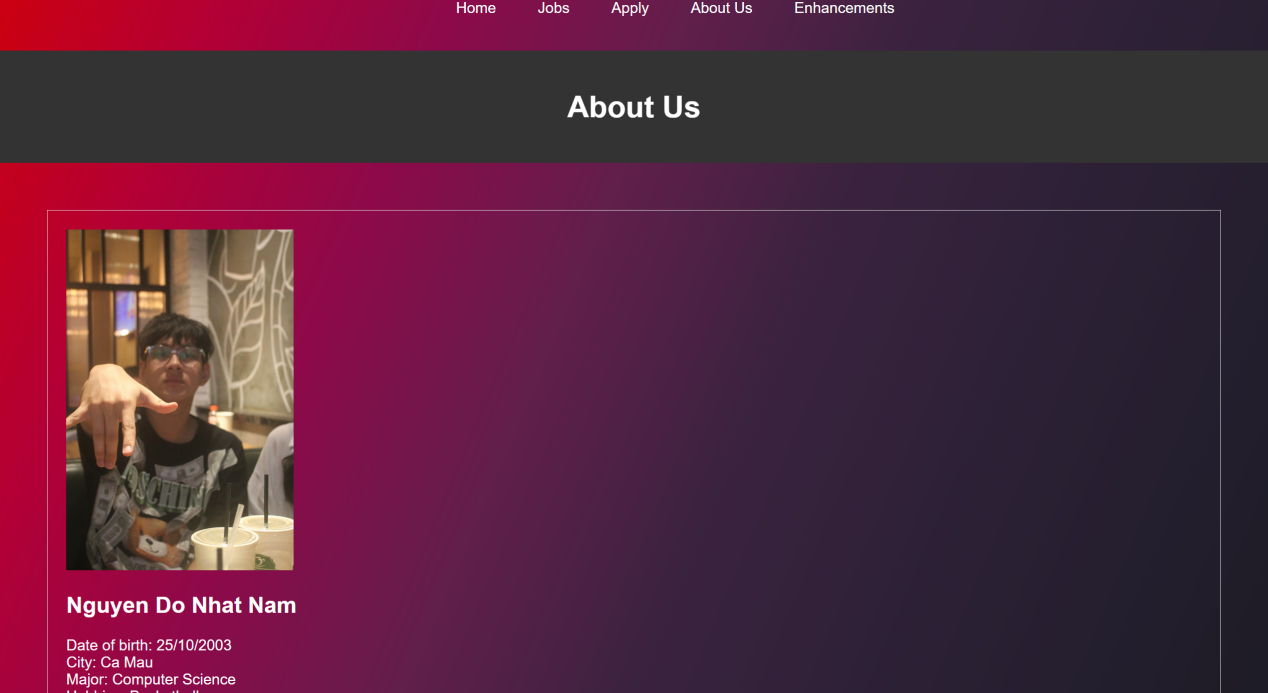 Home Jobs Apply About Us Enhancements
About Us
Nguyen Do Nhat Nam
Date of birth: 25/10/2003
City: Ca Mau
Major: Computer Science